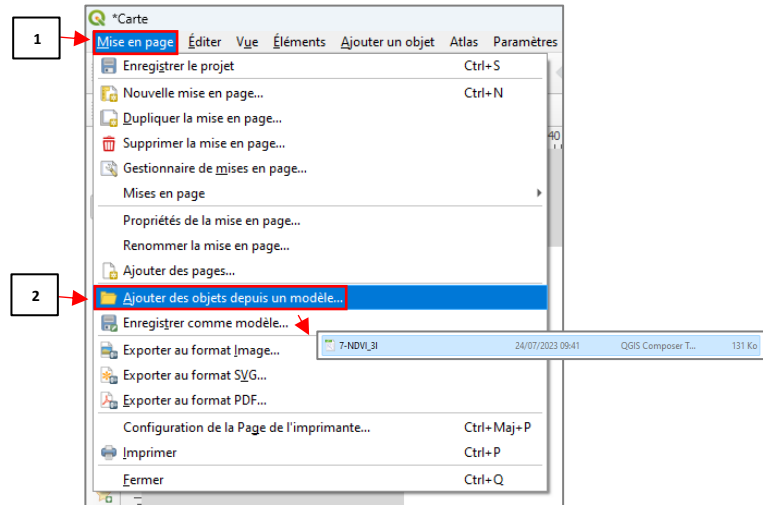 *Carte
1
Mise en page Éditer Vue Éléments Ajouter un objet Atlas Paramètres
Enregistrer le projet Ctrl+S
Nouvelle mise en page... Ctrl+N
Dupliquer la mise en page...
Supprimer la mise en page...
40
Gestionnaire de mises en page...
Mises en page
Propriétés de la mise en page...
Renommer la mise en page...
Ajouter des pages...
2
Ajouter des objets depuis un modèle...
Enregistrer comme modèle...
7-NDVI_3I 24/07/2023 09:41 QGIS Composer T... 131 Ko
Exporter au format Image...
Exporter au format SVG...
Exporter au format PDF...
Configuration de la Page de l'imprimante... Ctrl+Maj+P
Imprimer Ctrl+P
Fermer Ctrl+Q